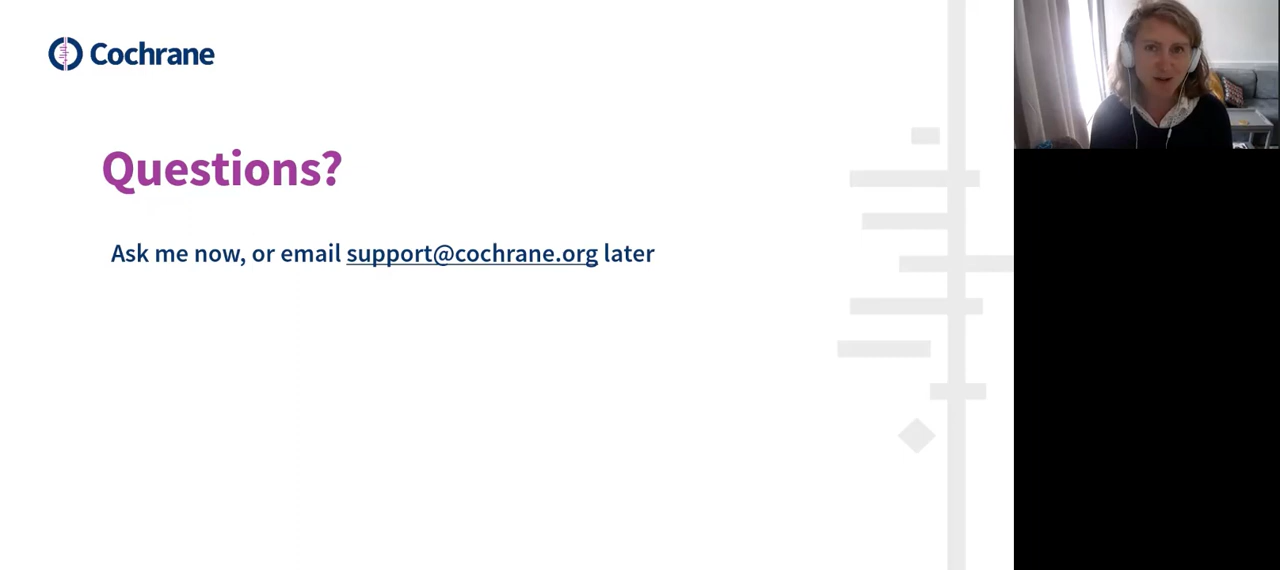 Cochrane
Questions?
Ask me now, or email support@cochrane.org later